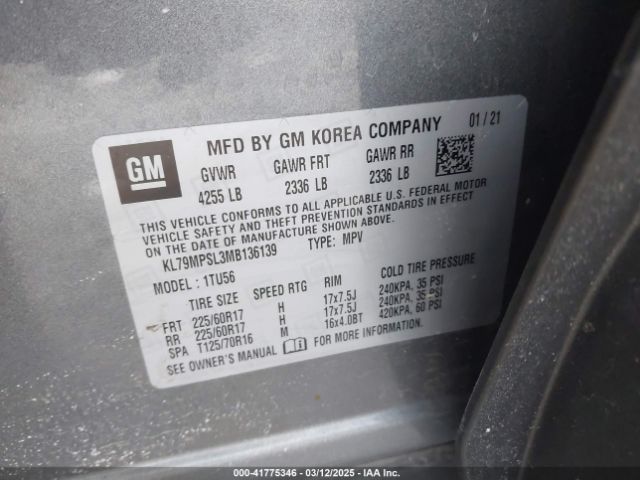 GM
MFD BY GM KOREA COMPANY 01/21
GVWR GAWR FRT GAWR RR
4255 LB 2336 LB 2336 LB
THIS VEHICLE CONFORMS TO ALL APPLICABLE U.S. FEDERAL MOTOR
VEHICLE SAFETY AND THEFT PREVENTION STANDARDS IN EFFECT
ON THE DATE OF MANUFACTURE SHOWN ABOVE.
KL79MPSL3MB136139 TYPE: MPV
MODEL: 1TU56
TIRE SIZE SPEED RTG RIM COLD TIRE PRESSURE
FRT 225/60R17 H 17x7.5J 240KPA, 35 PSI
RR 225/60R17 H 17x7.5J 240KPA, 35 PSI
SPA T125/70R16 M 16x4.0BT 420KPA, 60 PSI
SEE OWNER'S MANUAL FOR MORE INFORMATION.
000-41775346 - 03/12/2025 - IAA Inc.